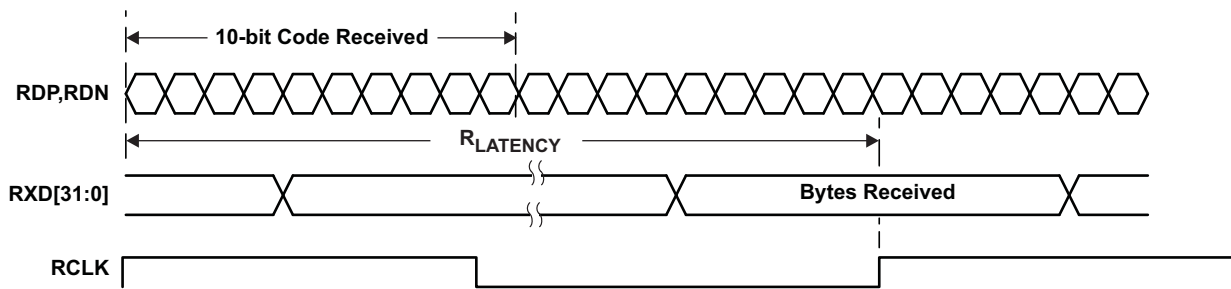 10-bit Code Received
RDP,RDN
RLATENCY
RXD[31:0]
Bytes Received
RCLK